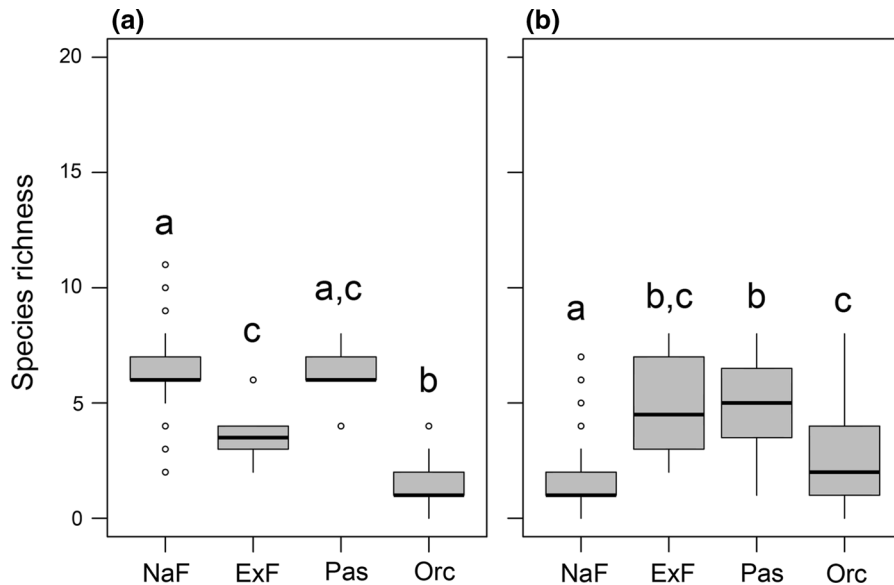 (a)
(b)
Species richness
20
15
10
5
0
a
c
a,c
b
NaF
ExF
Pas
Orc
a
b,c
b
c
NaF
ExF
Pas
Orc